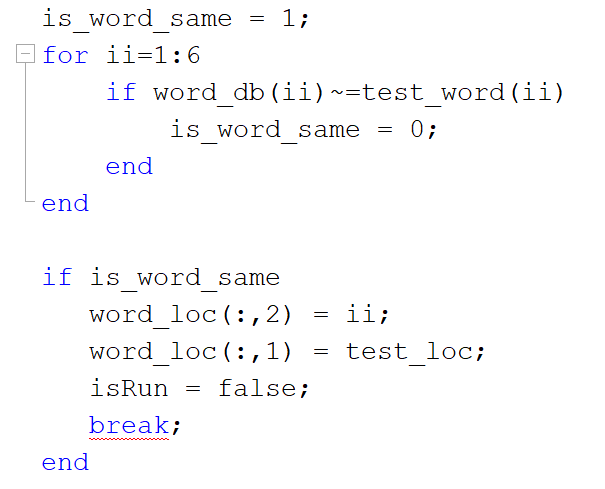 is_word_same = 1;
for ii=1:6
if word_db(ii)~=test_word(ii)
is_word_same = 0;
end
end
if is_word_same
word_loc(:,2) = ii;
word_loc(:,1) = test_loc;
isRun = false;
break;
end